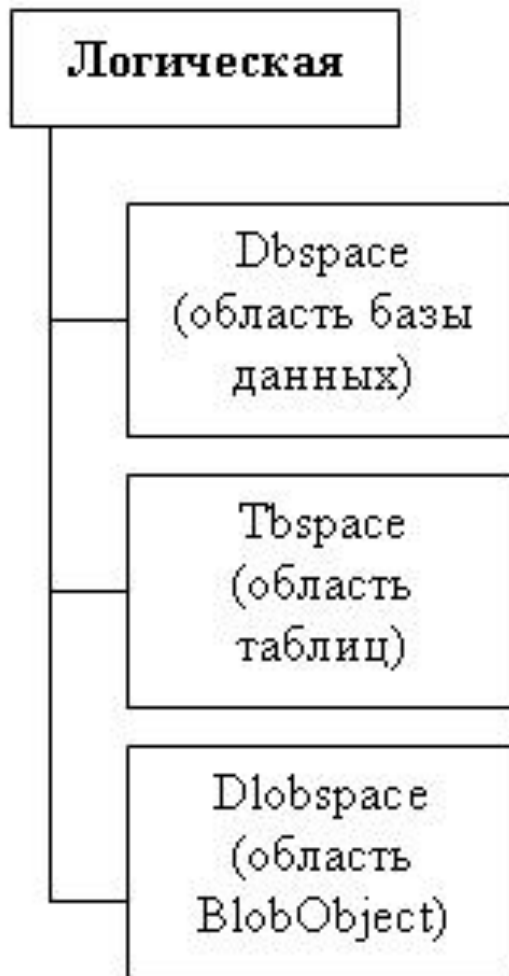 Логическая
Dbspace
(область базы
данных)
Tbspace
(область
таблиц)
Dlobspace
(область
BlobObject)